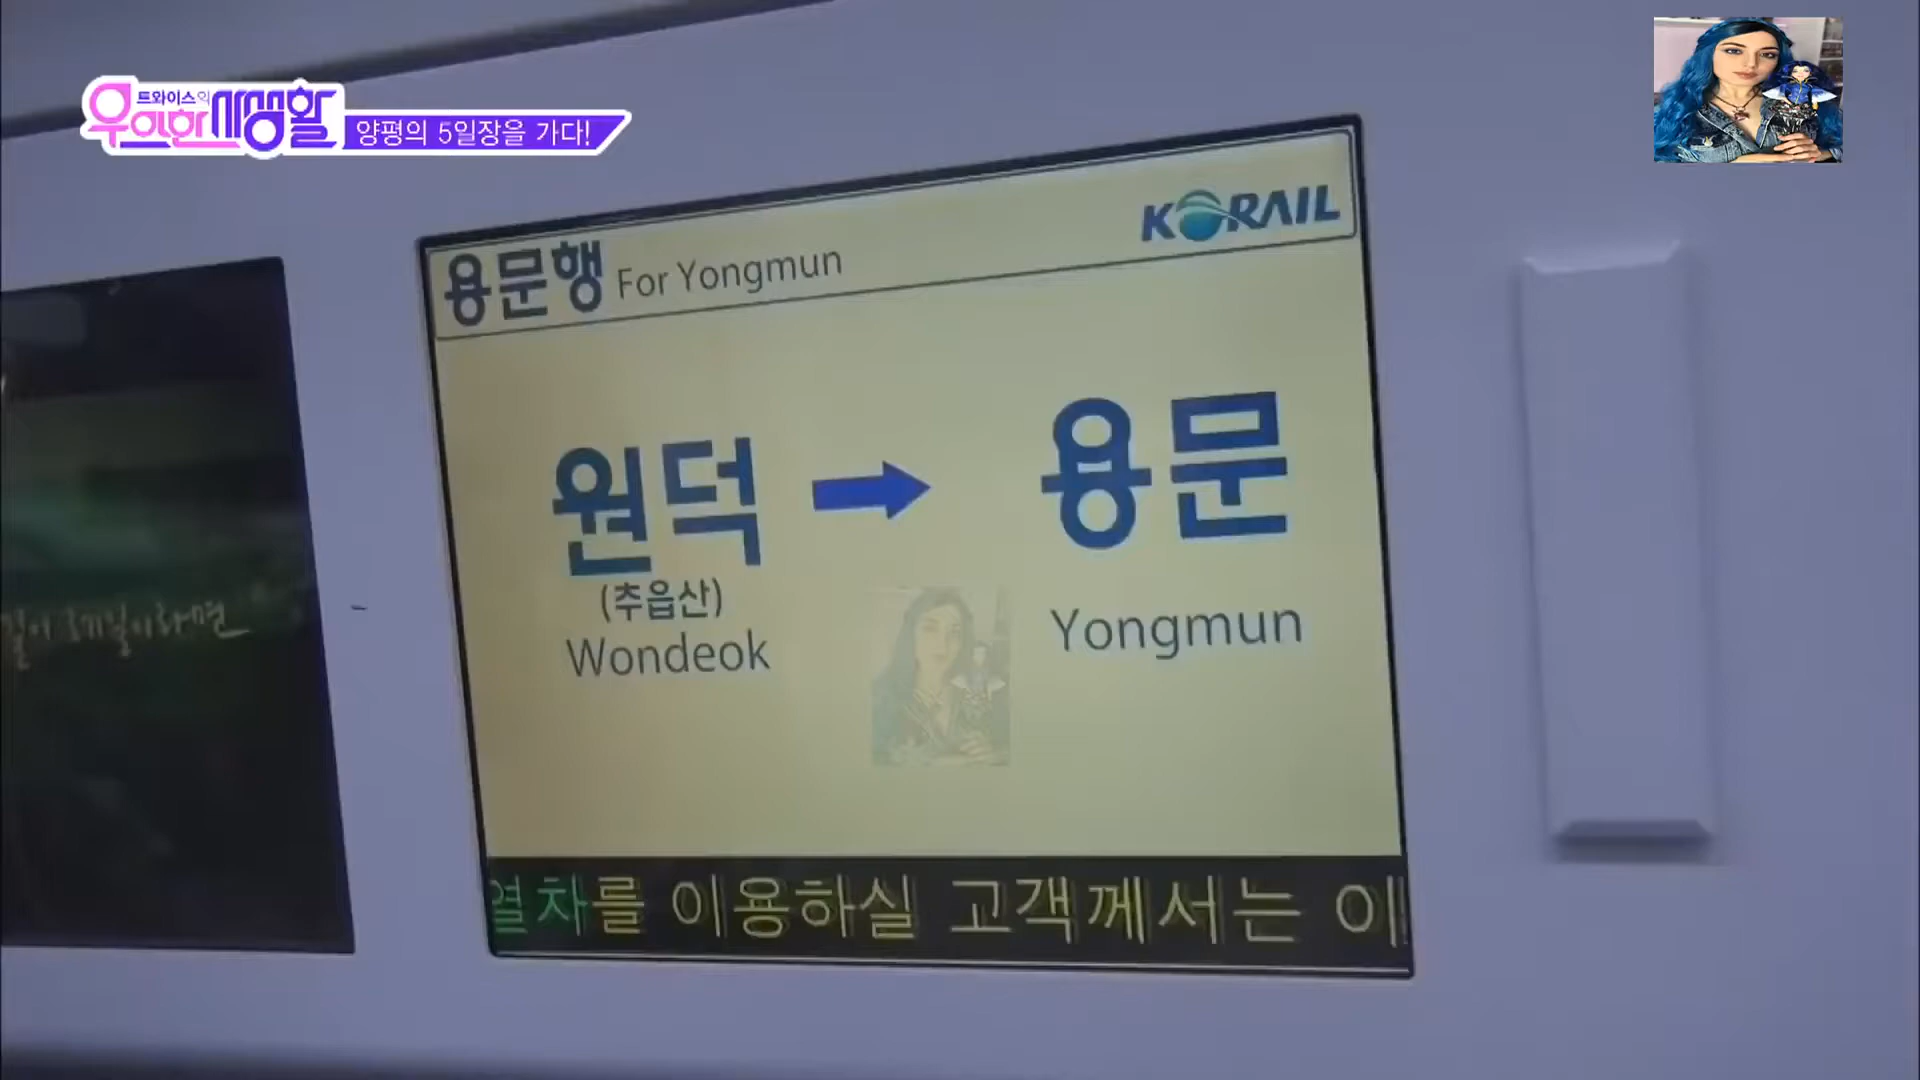 트와이스의
우아한 사생활
양평의 5일장을 가다!
KORAIL
용문행 For Yongmun
원덕 → 용문
(추읍산)
Wondeok
Yongmun
열차를 이용하실 고객께서는 이